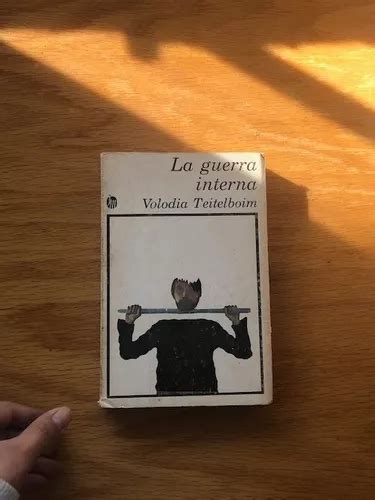 La guerra
interna
Volodia Teitelboim